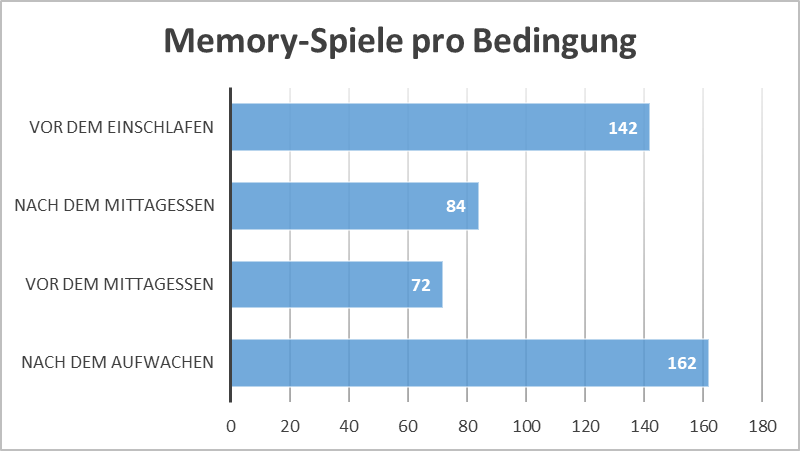 Memory-Spiele pro Bedingung
VOR DEM EINSCHLAFEN
142
NACH DEM MITTAGESSEN
84
VOR DEM MITTAGESSEN
72
NACH DEM AUFWACHEN
162
0 20 40 60 80 100 120 140 160 180